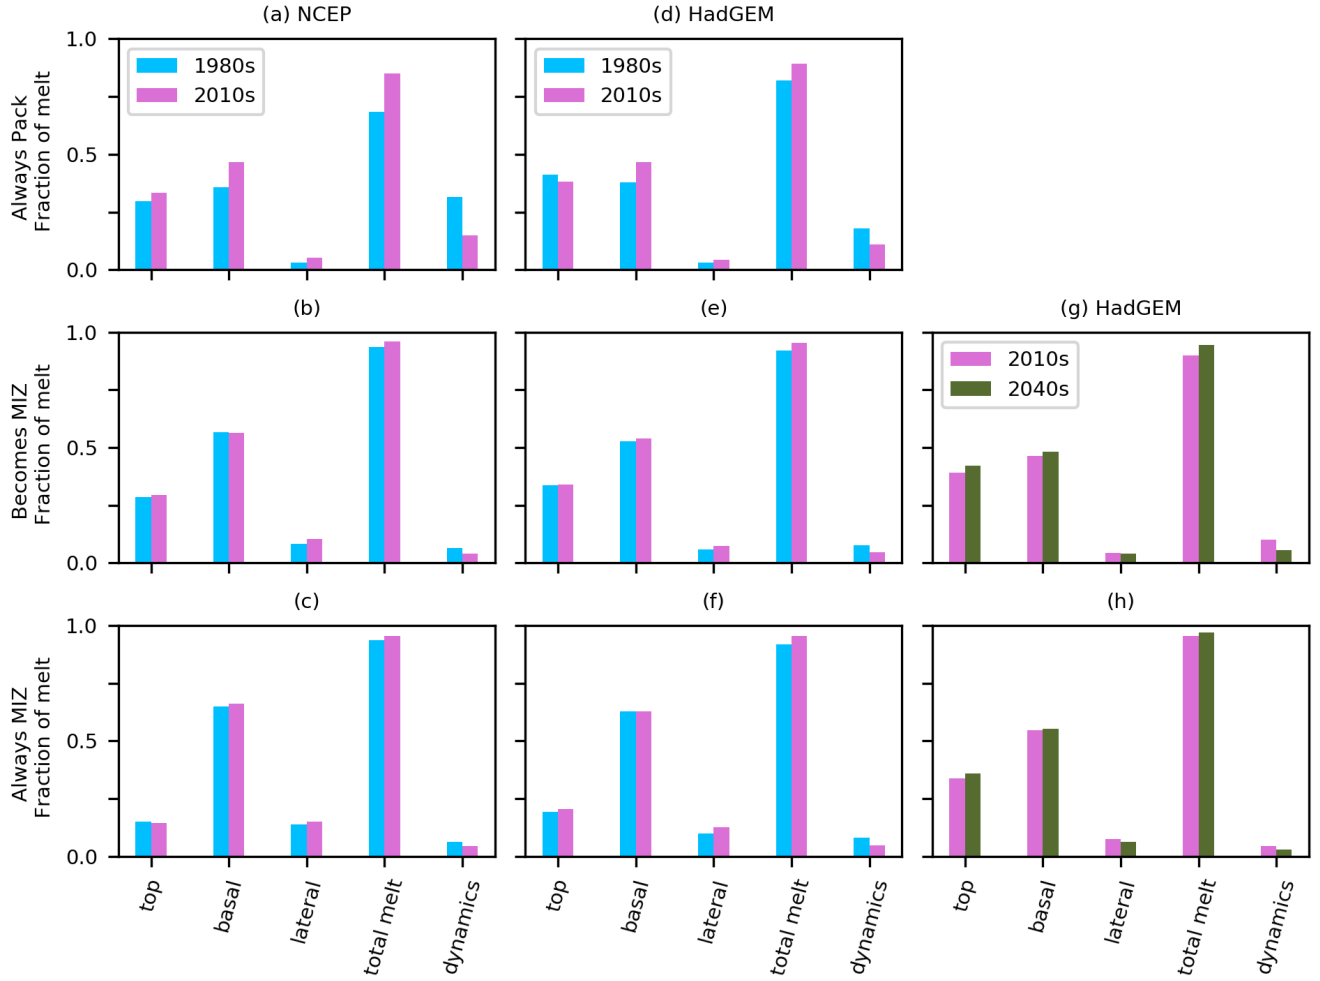 (a) NCEP
(d) HadGEM
Always Pack
Fraction of melt
1.0
0.5
0.0
1980s
2010s
1980s
2010s
(b)
(e)
(g) HadGEM
Becomes MIZ
Fraction of melt
1.0
0.5
0.0
2010s
2040s
(c)
(f)
(h)
Always MIZ
Fraction of melt
1.0
0.5
0.0
top
basal
lateral
total melt
dynamics
top
basal
lateral
total melt
dynamics
top
basal
lateral
total melt
dynamics